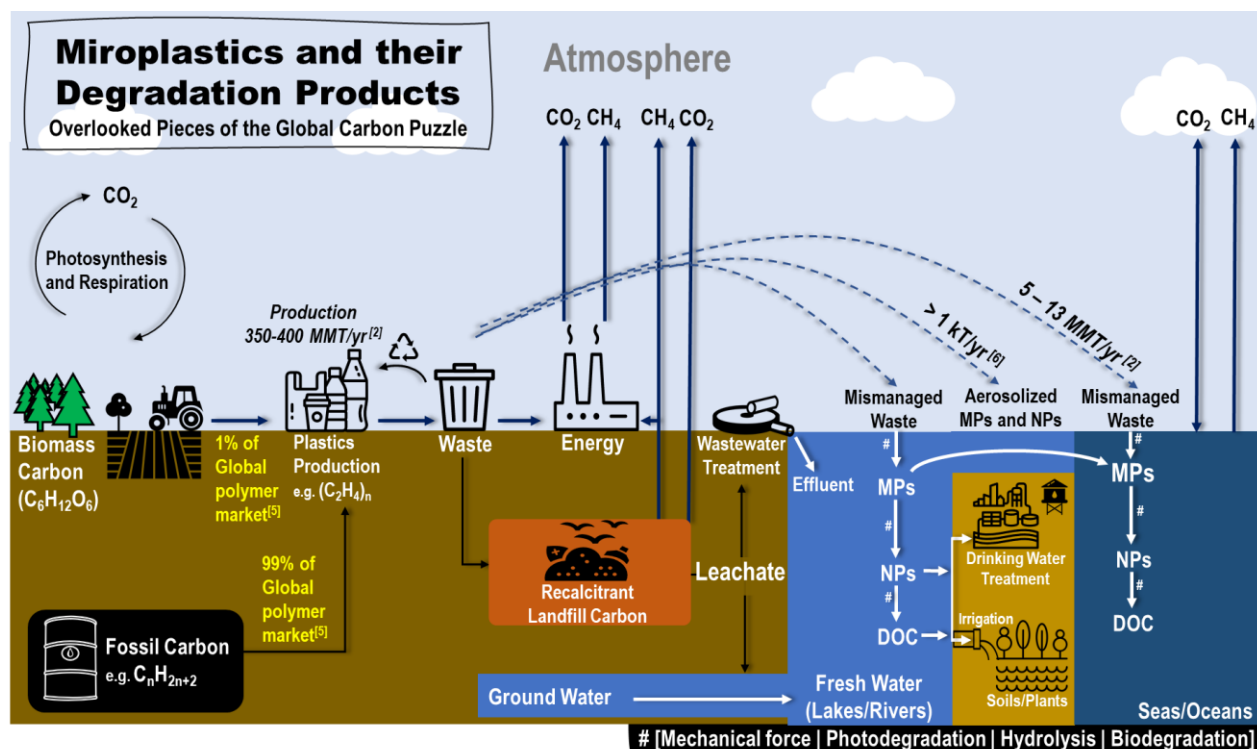 Miroplastics and their
Degradation Products
Overlooked Pieces of the Global Carbon Puzzle
Atmosphere
CO₂ CH₄ CH₄ CO₂
CO₂ CH₄
CO₂
Photosynthesis
and Respiration
Production
350-400 MMT/yr[2]
> 1 kT/yr[6]
5 – 13 MMT/yr[2]
Mismanaged
Waste
Aerosolized
MPs and NPs
Mismanaged
Waste
Biomass
Carbon
(C₆H₁₂O₆)
1% of
Global
polymer
market[5]
Plastics
Production
e.g. (C₂H₄)n
Waste
Energy
Wastewater
Treatment
Effluent
#
MPs
#
NPs
#
DOC
#
MPs
#
NPs
#
DOC
Drinking Water
Treatment
Irrigation
Soils/Plants
99% of
Global
polymer
market[5]
Recalcitrant
Landfill Carbon
Leachate
Fossil Carbon
e.g. CnH2n+2
Ground Water
Fresh Water
(Lakes/Rivers)
Seas/Oceans
# [Mechanical force | Photodegradation | Hydrolysis | Biodegradation]